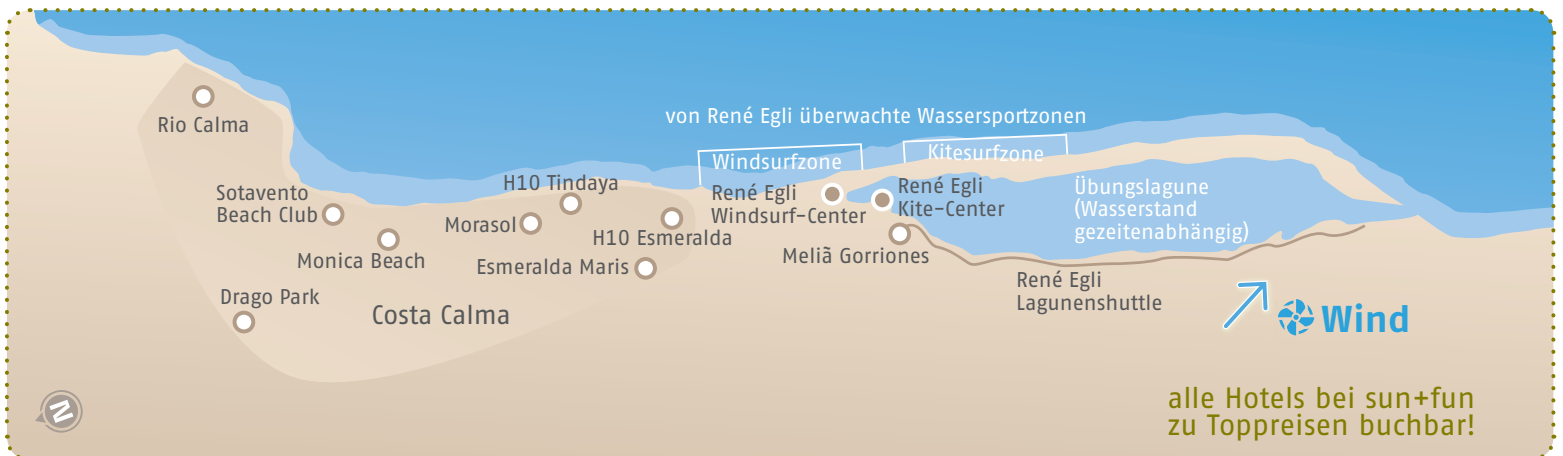 von René Egli überwachte Wassersportzonen
Windsurfzone
Kitesurfzone
Rio Calma
Sotavento
Beach Club
H10 Tindaya
Morasol
Monica Beach
H10 Esmeralda
Esmeralda Maris
Drago Park
Costa Calma
René Egli
Windsurf-Center
René Egli
Kite-Center
Meliã Gorriones
Übungslagune
(Wasserstand
gezeitenabhängig)
René Egli
Lagunenshuttle
Wind
N
alle Hotels bei sun+fun
zu Toppreisen buchbar!